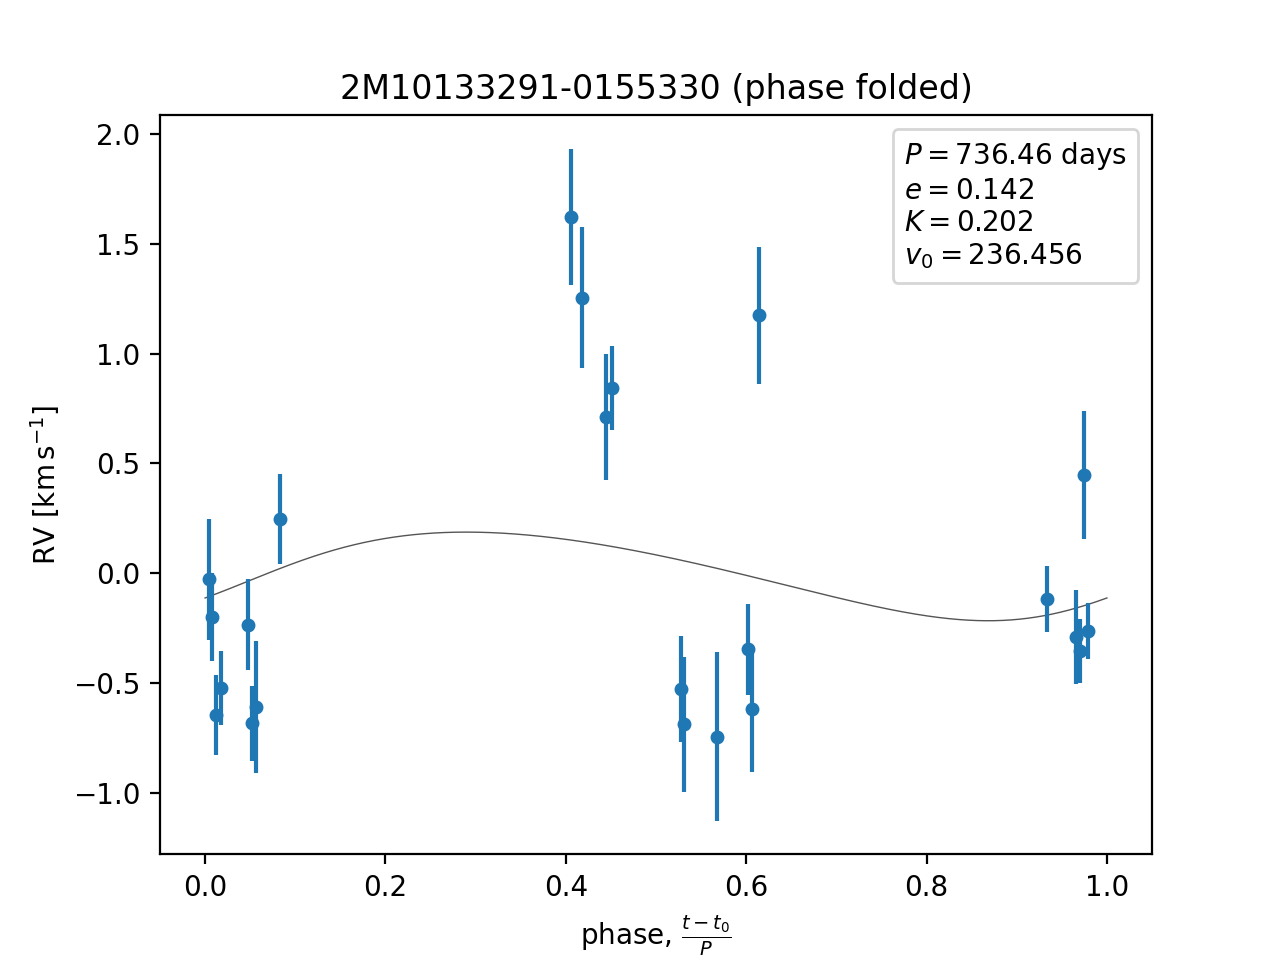 2M10133291-0155330 (phase folded)
P = 736.46 days
e = 0.142
K = 0.202
v₀ = 236.456
2.0
1.5
1.0
0.5
0.0
−0.5
−1.0
RV [km s⁻¹]
0.0 0.2 0.4 0.6 0.8 1.0
phase, (t − t₀)/P